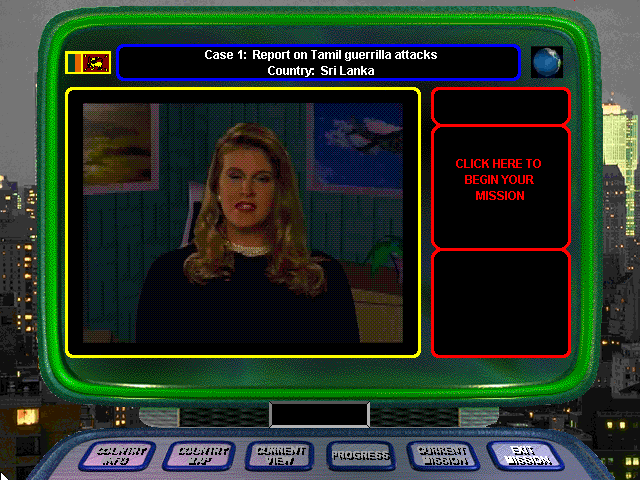 Case 1: Report on Tamil guerrilla attacks
Country: Sri Lanka
CLICK HERE TO
BEGIN YOUR
MISSION
COUNTRY
INFO
COUNTRY
MAP
CURRENT
VIEW
PROGRESS
CURRENT
MISSION
EXIT
MISSION